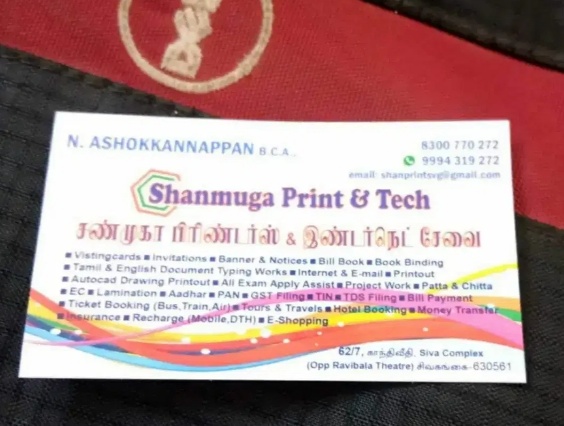 N. ASHOKKANNAPPAN B.C.A.,
8300 770 272
9994 319 272
email: shanprintsvg@gmail.com
Shanmuga Print & Tech
சண்முகா பிரிண்டர்ஸ் & இண்டர்நெட் சேவை
■ Vistingcards ■ Invitations ■ Banner & Notices ■ Bill Book ■ Book Binding
■ Tamil & English Document Typing Works ■ Internet & E-mail ■ Printout
■ Autocad Drawing Printout ■ All Exam Apply Assist ■ Project Work ■ Patta & Chitta
■ EC ■ Lamination ■ Aadhar ■ PAN ■ GST Filing ■ TIN ■ TDS Filing ■ Bill Payment
■ Ticket Booking (Bus,Train,Air) ■ Tours & Travels ■ Hotel Booking ■ Money Transfer
■ Insurance ■ Recharge (Mobile,DTH) ■ E-Shopping
62/7, காந்திவீதி, Siva Complex
(Opp Ravibala Theatre) சிவகங்கை-630561